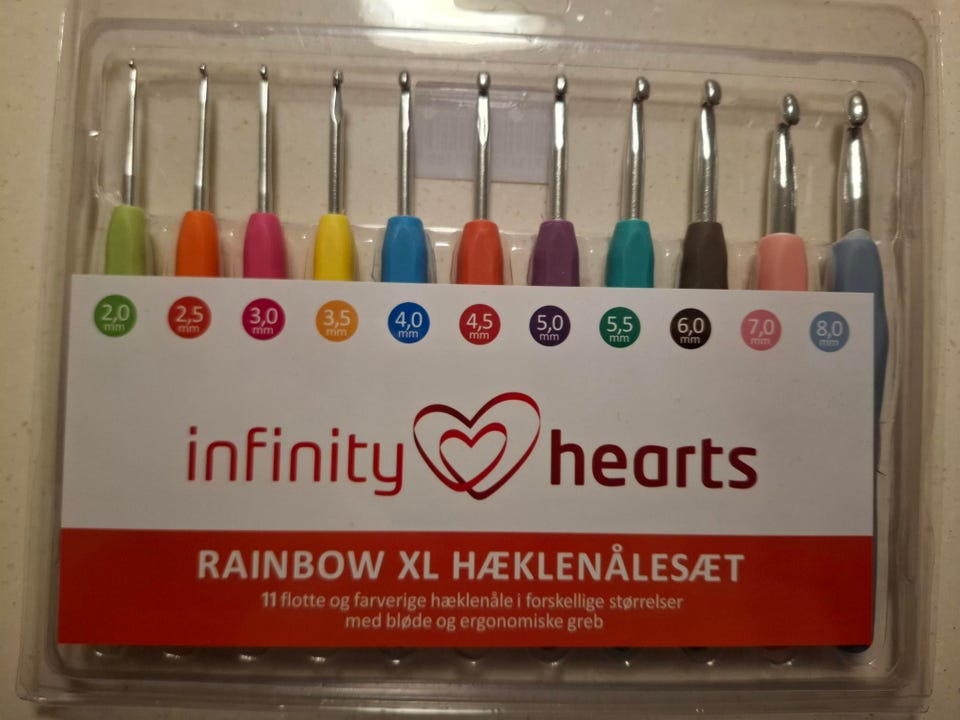 2,0 mm 2,5 mm 3,0 mm 3,5 mm 4,0 mm 4,5 mm 5,0 mm 5,5 mm 6,0 mm 7,0 mm 8,0 mm
infinity hearts
RAINBOW XL HÆKLENÅLESÆT
11 flotte og farverige hæklenåle i forskellige størrelser
med bløde og ergonomiske greb